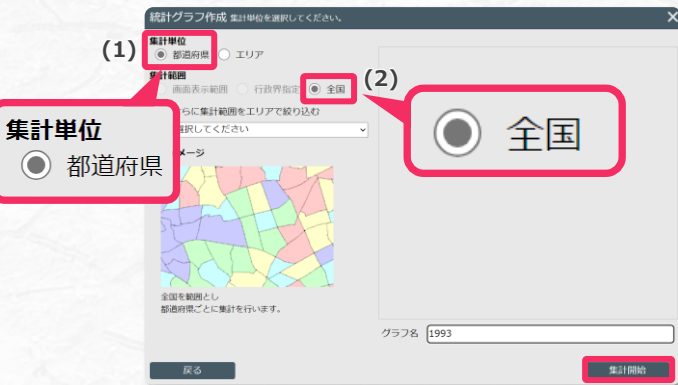 統計グラフ作成 集計単位を選択してください。
(1)
集計単位
都道府県 エリア
集計範囲
画面表示範囲 行政界指定 全国
(2)
らに集計範囲をエリアで絞り込む
選択してください
集計単位
都道府県
全国
メージ
全国を範囲とし
都道府県ごとに集計を行います。
グラフ名 1993
戻る
集計開始